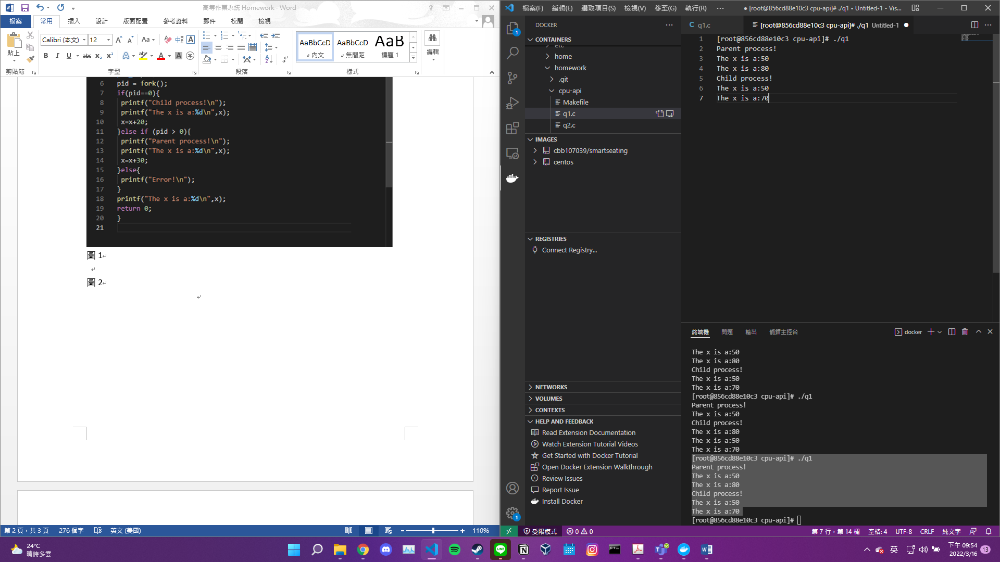 高等作業系統 Homework - Word
檔案
常用
插入
設計
版面配置
參考資料
郵件
校閱
檢視
貼上
Calibri (本文)
12
AaBbCcD
AaBbCcD
AaBb
內文
無間距
標題 1
編輯
剪貼簿
字型
段落
樣式
6 pid = fork();
7 if(pid==0){
8 printf("Child process!\n");
9 printf("The x is a:%d\n",x);
10 x=x+20;
11 }else if (pid > 0){
12 printf("Parent process!\n");
13 printf("The x is a:%d\n",x);
14 x=x+30;
15 }else{
16 printf("Error!\n");
17 }
18 printf("The x is a:%d\n",x);
19 return 0;
20 }
21
圖 1
圖 2
第 2 頁，共 3 頁
276 個字
英文 (美國)
110%
檔案(F)
編輯(E)
選取項目(S)
檢視(V)
移至(G)
執行(R)
● [root@856cd88e10c3 cpu-api]# ./q1 • Untitled-1 - Vis...
DOCKER
CONTAINERS
etc
home
homework
.git
cpu-api
Makefile
q1.c
q2.c
IMAGES
cbb107039/smartseating
centos
REGISTRIES
Connect Registry...
NETWORKS
VOLUMES
CONTEXTS
HELP AND FEEDBACK
Read Extension Documentation
Watch Extension Tutorial Videos
Get Started with Docker Tutorial
Open Docker Extension Walkthrough
Review Issues
Report Issue
Install Docker
q1.c
[root@856cd88e10c3 cpu-api]# ./q1 Untitled-1
1 [root@856cd88e10c3 cpu-api]# ./q1
2 Parent process!
3 The x is a:50
4 The x is a:80
5 Child process!
6 The x is a:50
7 The x is a:70
終端機
問題
輸出
偵錯主控台
docker
The x is a:50
The x is a:80
Child process!
The x is a:50
The x is a:70
[root@856cd88e10c3 cpu-api]# ./q1
Parent process!
The x is a:50
Child process!
The x is a:80
The x is a:50
The x is a:70
[root@856cd88e10c3 cpu-api]# ./q1
Parent process!
The x is a:50
The x is a:80
Child process!
The x is a:50
The x is a:70
[root@856cd88e10c3 cpu-api]#
受限模式
0
0
第 7 行，第 14 欄
空格: 4
UTF-8
CRLF
純文字
24°C
晴時多雲
英
下午 09:54
2022/3/16
13